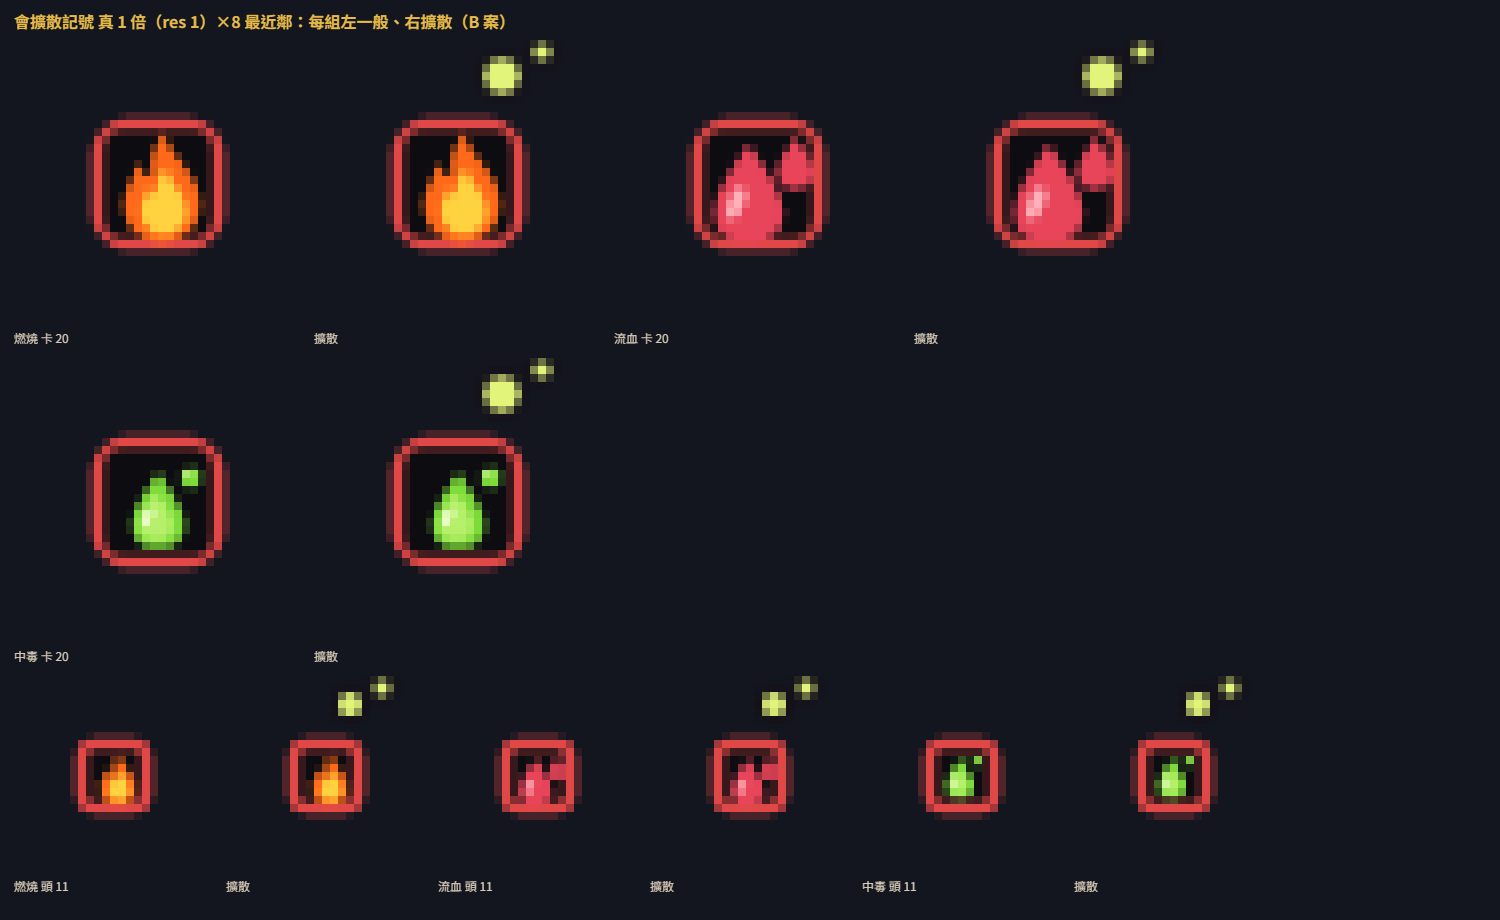 會擴散記號 真 1 倍（res 1）×8 最近鄰：每組左一般、右擴散（B 案）
燃燒 卡 20
擴散
流血 卡 20
擴散
中毒 卡 20
擴散
燃燒 頭 11
擴散
流血 頭 11
擴散
中毒 頭 11
擴散